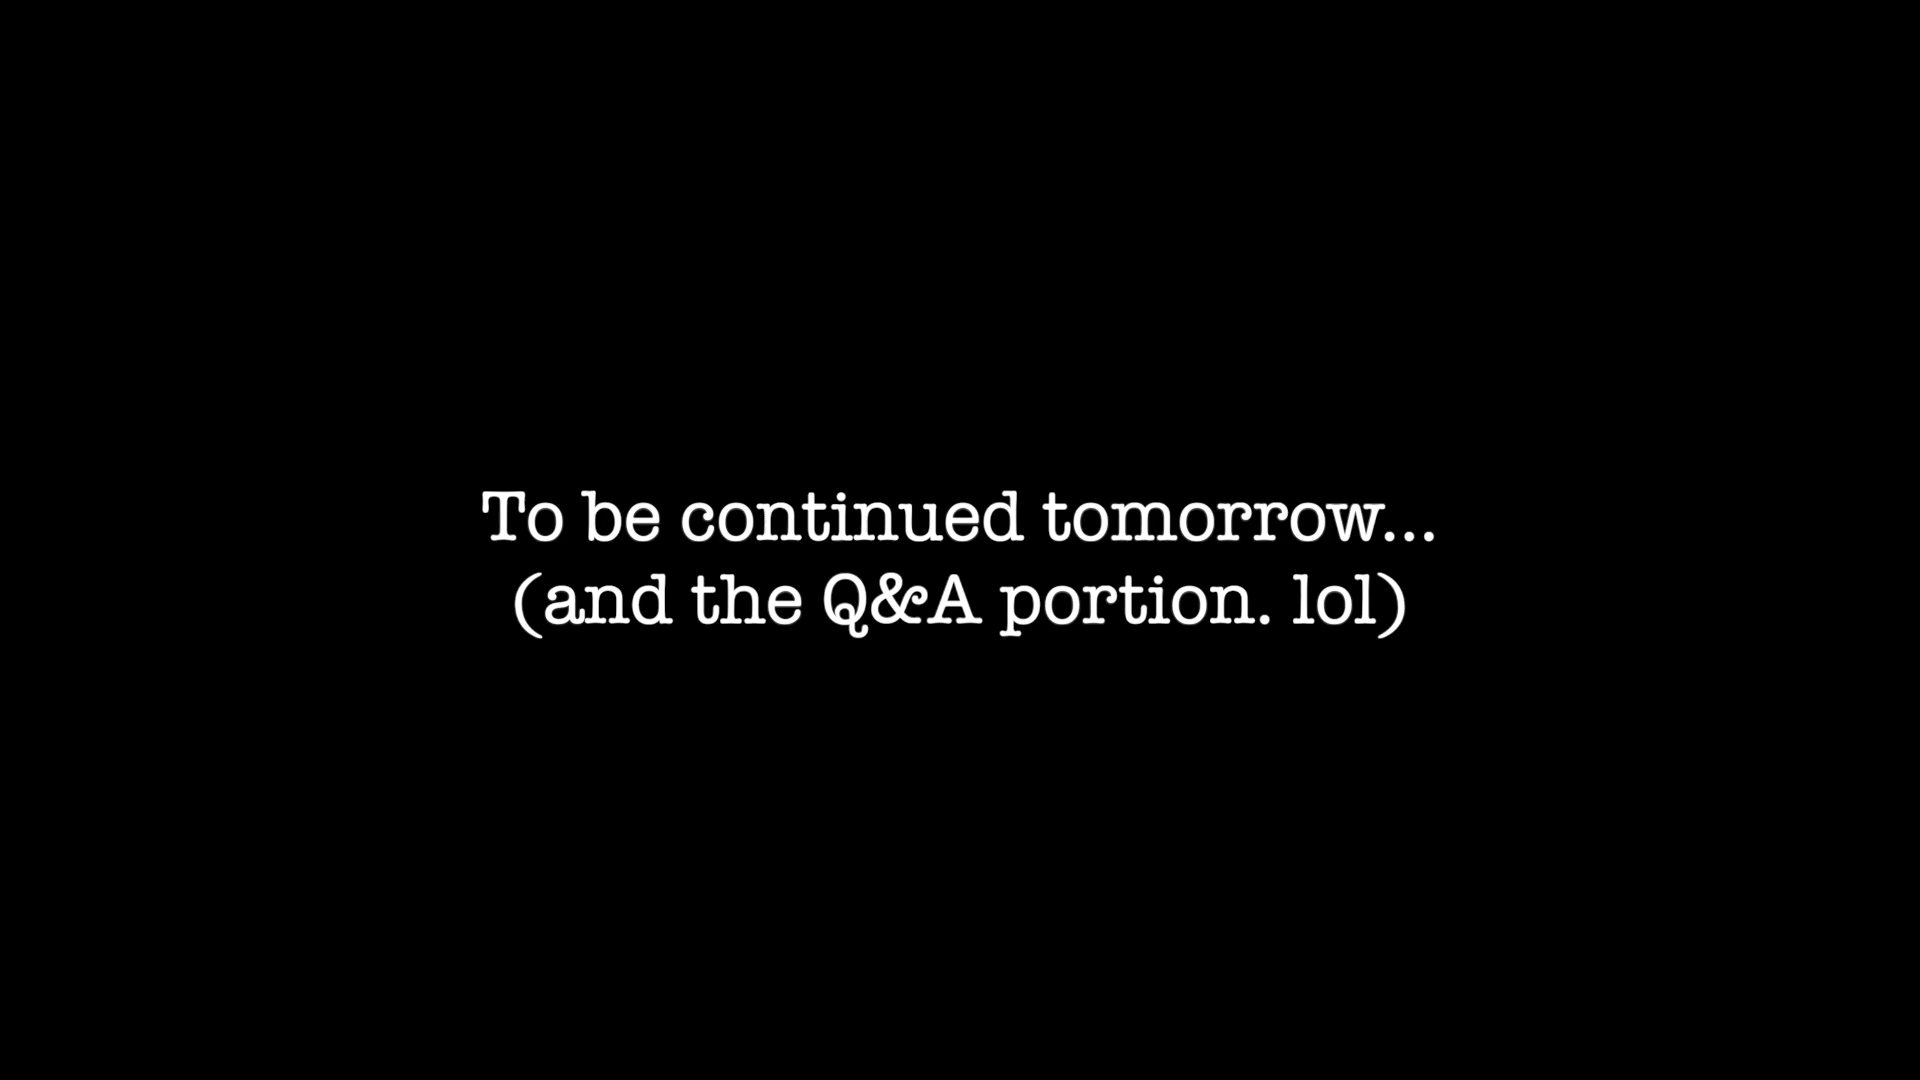 To be continued tomorrow...
(and the Q&A portion. lol)